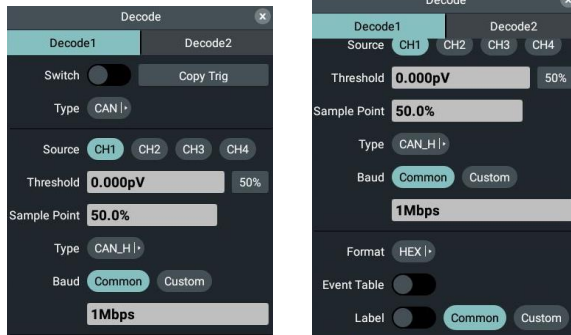 Decode
Decode1 Decode2
Switch Copy Trig
Type CAN
Source CH1 CH2 CH3 CH4
Threshold 0.000pV 50%
Sample Point 50.0%
Type CAN_H
Baud Common Custom
1Mbps
Decode
Decode1 Decode2
Source CH1 CH2 CH3 CH4
Threshold 0.000pV 50%
Sample Point 50.0%
Type CAN_H
Baud Common Custom
1Mbps
Format HEX
Event Table
Label Common Custom